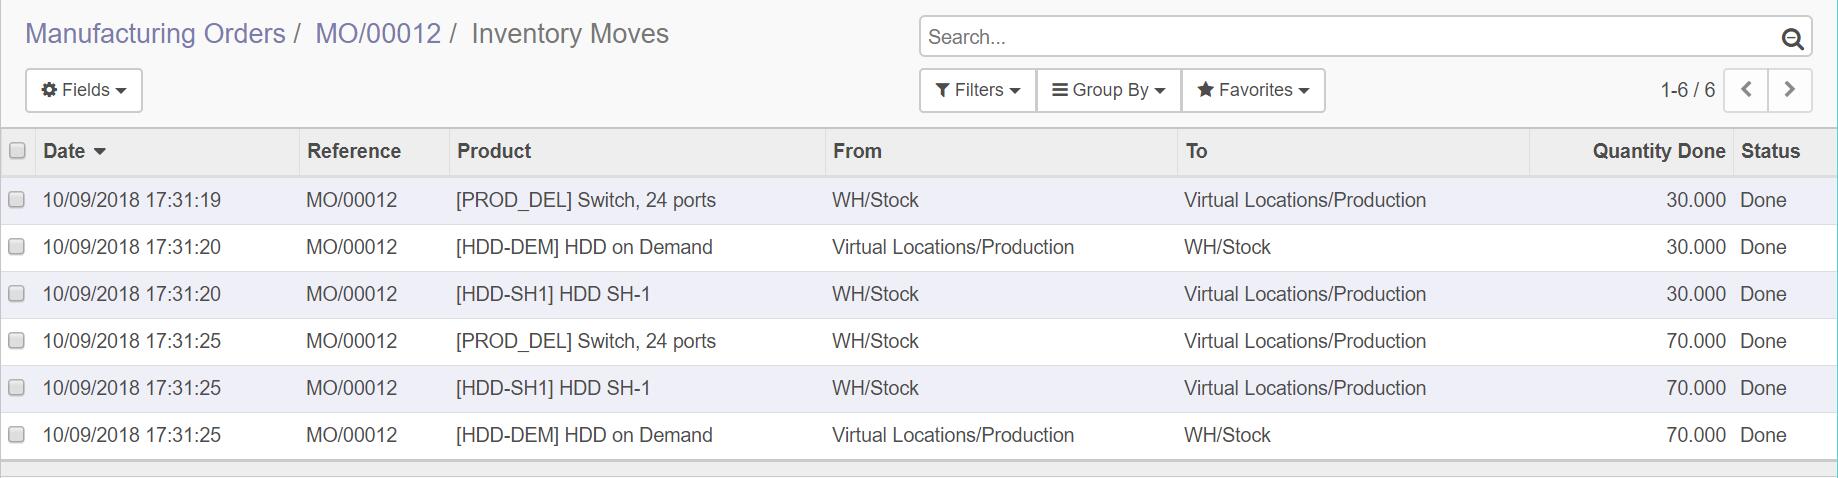 Manufacturing Orders / MO/00012 / Inventory Moves
Search...
Fields
Filters Group By Favorites
1-6 / 6
Date Reference Product From To Quantity Done Status
10/09/2018 17:31:19 MO/00012 [PROD_DEL] Switch, 24 ports WH/Stock Virtual Locations/Production 30.000 Done
10/09/2018 17:31:20 MO/00012 [HDD-DEM] HDD on Demand Virtual Locations/Production WH/Stock 30.000 Done
10/09/2018 17:31:20 MO/00012 [HDD-SH1] HDD SH-1 WH/Stock Virtual Locations/Production 30.000 Done
10/09/2018 17:31:25 MO/00012 [PROD_DEL] Switch, 24 ports WH/Stock Virtual Locations/Production 70.000 Done
10/09/2018 17:31:25 MO/00012 [HDD-SH1] HDD SH-1 WH/Stock Virtual Locations/Production 70.000 Done
10/09/2018 17:31:25 MO/00012 [HDD-DEM] HDD on Demand Virtual Locations/Production WH/Stock 70.000 Done